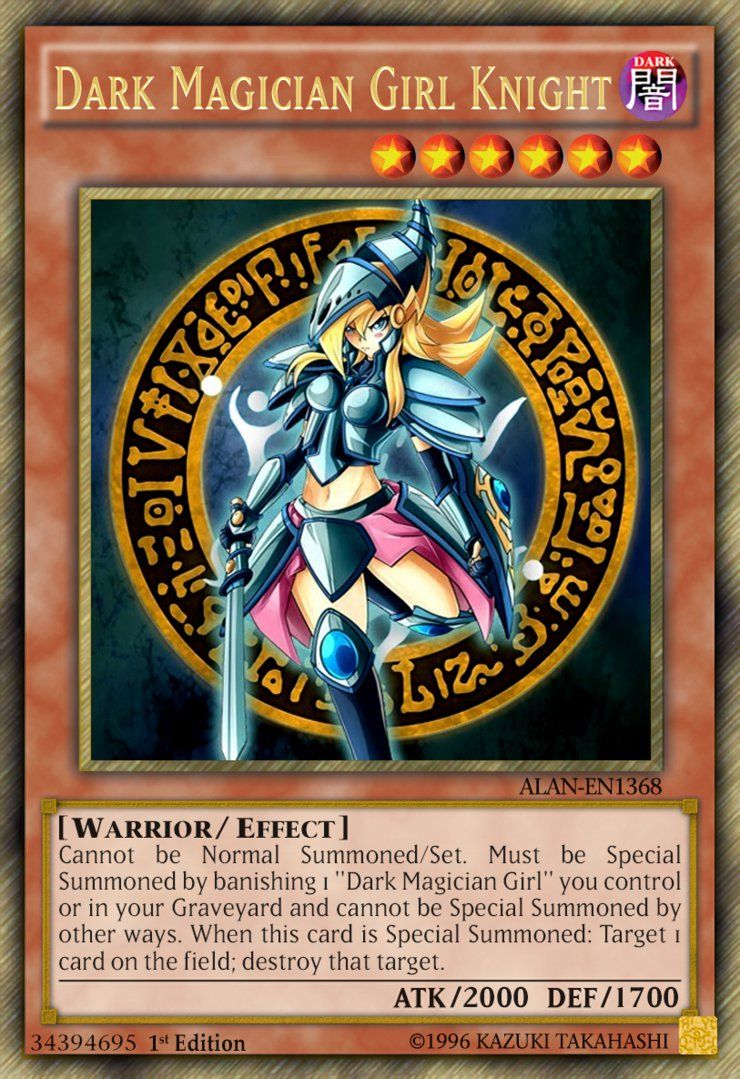 DARK MAGICIAN GIRL KNIGHT
DARK
闇
ALAN-EN1368
[WARRIOR/ EFFECT]
Cannot be Normal Summoned/Set. Must be Special
Summoned by banishing 1 "Dark Magician Girl" you control
or in your Graveyard and cannot be Special Summoned by
other ways. When this card is Special Summoned: Target 1
card on the field; destroy that target.
ATK/2000 DEF/1700
34394695 1st Edition ©1996 KAZUKI TAKAHASHI